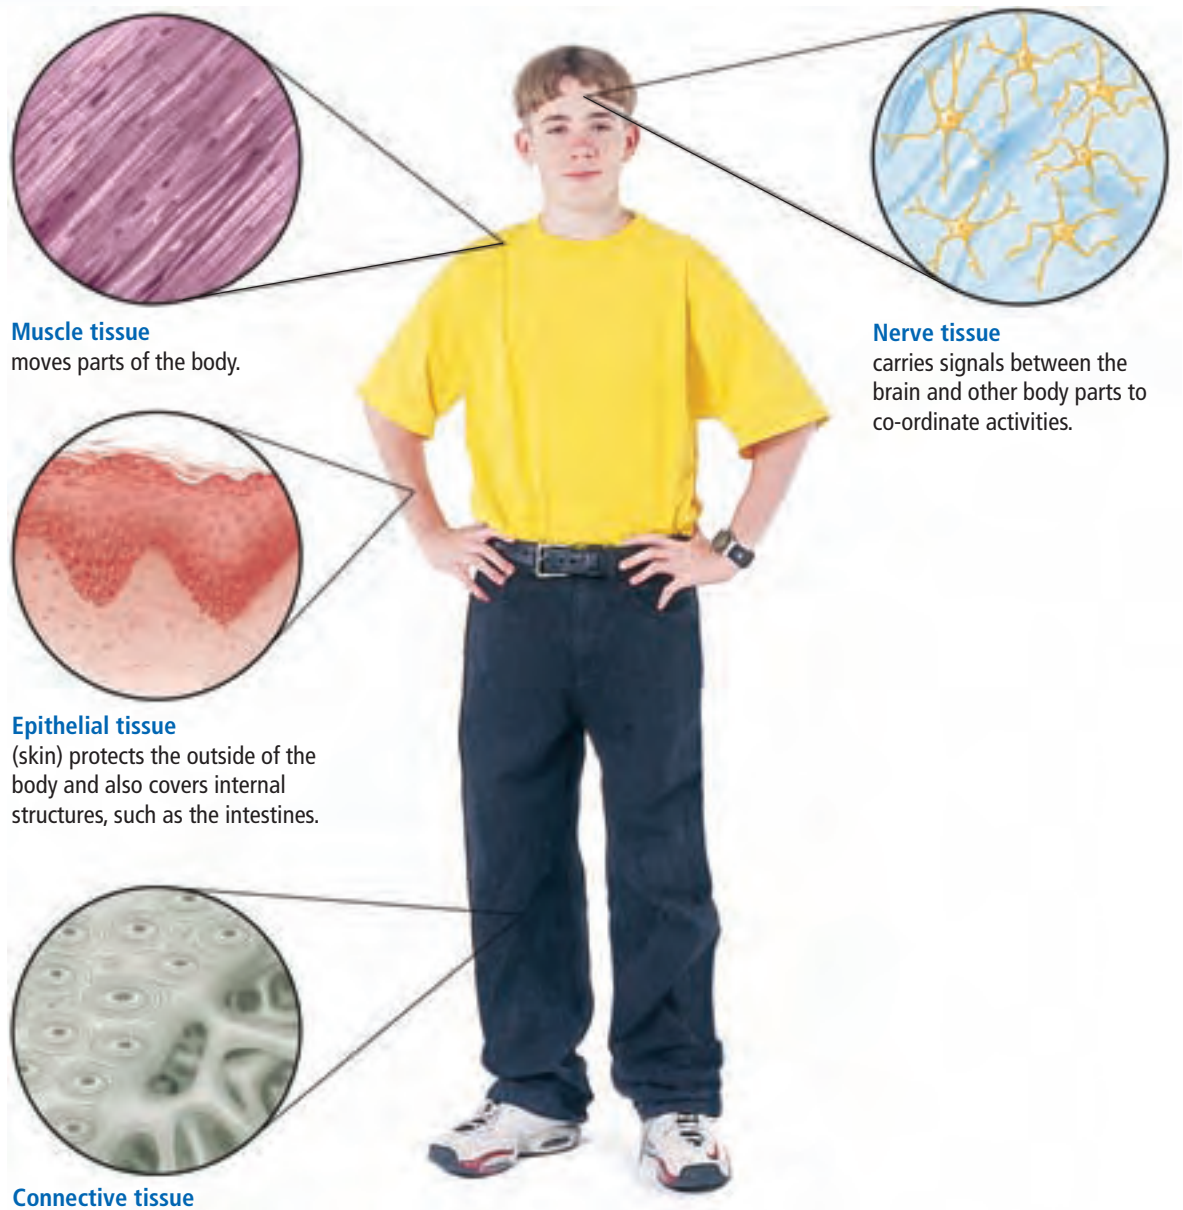 Muscle tissue
moves parts of the body.
Nerve tissue
carries signals between the
brain and other body parts to
co-ordinate activities.
Epithelial tissue
(skin) protects the outside of the
body and also covers internal
structures, such as the intestines.
Connective tissue